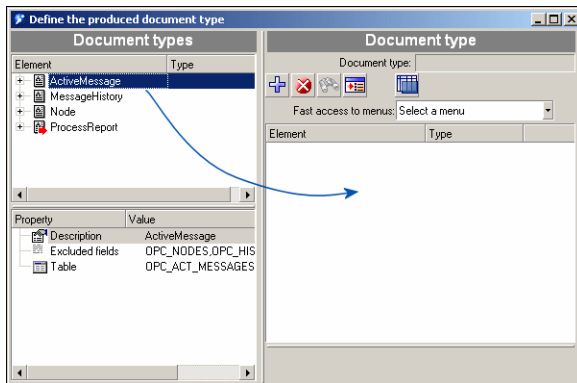 Define the produced document type
Document types
Element Type
ActiveMessage
MessageHistory
Node
ProcessReport
Property Value
Description ActiveMessage
Excluded fields OPC_NODES,OPC_HIS
Table OPC_ACT_MESSAGES
Document type
Document type:
Fast access to menus: Select a menu
Element Type